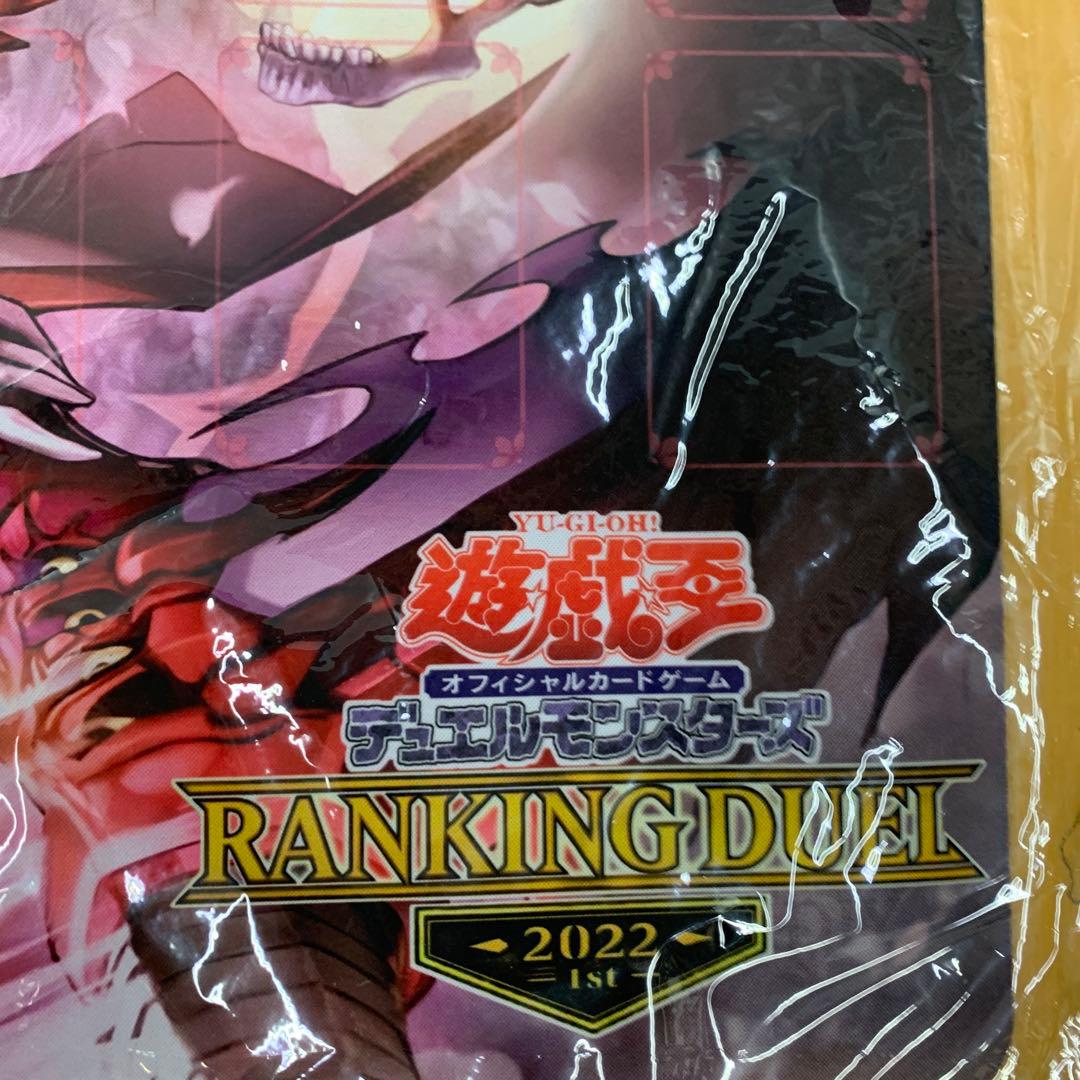 YU-GI-OH!
遊☆戯☆王
オフィシャルカードゲーム
デュエルモンスターズ
RANKING DUEL
2022
1st